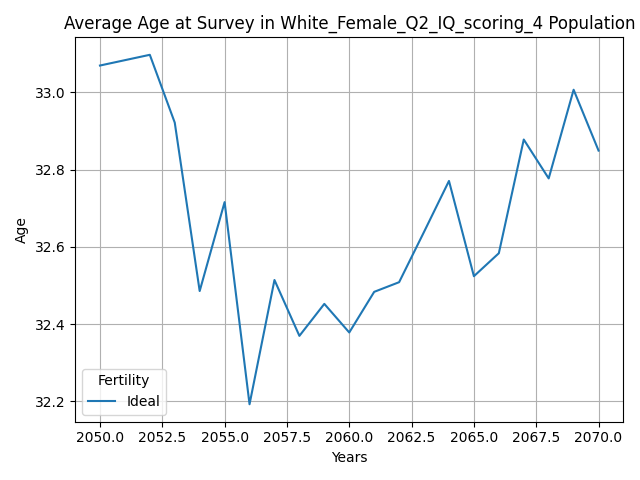 Average Age at Survey in White_Female_Q2_IQ_scoring_4 Population
33.0
32.8
32.6
32.4
32.2
Age
Fertility
Ideal
2050.0 2052.5 2055.0 2057.5 2060.0 2062.5 2065.0 2067.5 2070.0
Years